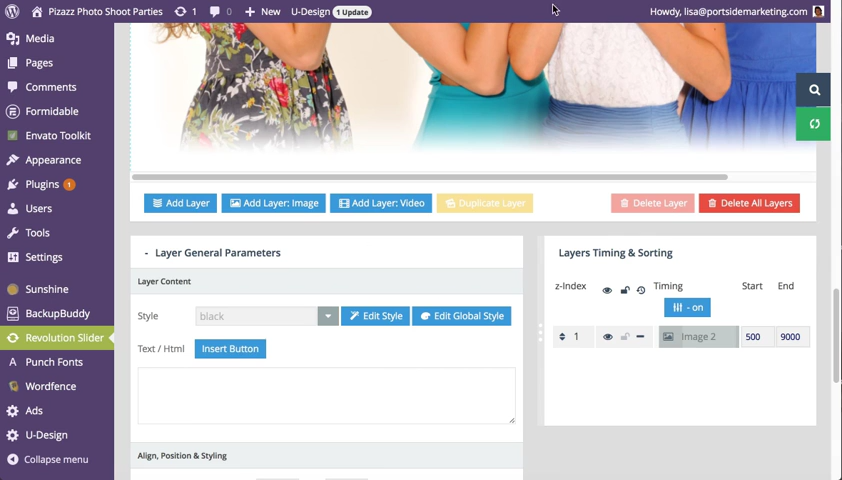 Pizazz Photo Shoot Parties 1 0 New U-Design 1 Update Howdy, lisa@portsidemarketing.com
Media
Pages
Comments
Formidable
Envato Toolkit
Appearance
Plugins 1
Users
Tools
Settings
Sunshine
BackupBuddy
Revolution Slider
Punch Fonts
Wordfence
Ads
U-Design
Collapse menu
Add Layer Add Layer: Image Add Layer: Video Duplicate Layer Delete Layer Delete All Layers
- Layer General Parameters
Layer Content
Style black Edit Style Edit Global Style
Text / Html Insert Button
Align, Position & Styling
Layers Timing & Sorting
z-Index Timing Start End
- on
1 Image 2 500 9000